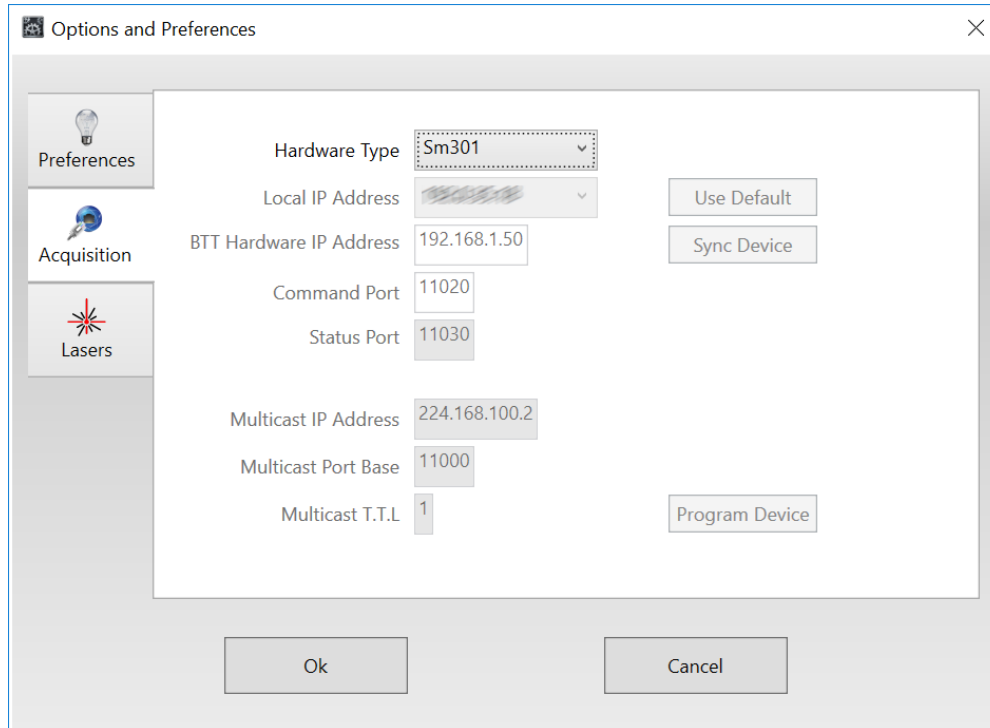 Options and Preferences
Preferences
Acquisition
Lasers
Hardware Type Sm301
Local IP Address Use Default
BTT Hardware IP Address 192.168.1.50 Sync Device
Command Port 11020
Status Port 11030
Multicast IP Address 224.168.100.2
Multicast Port Base 11000
Multicast T.T.L 1 Program Device
Ok Cancel